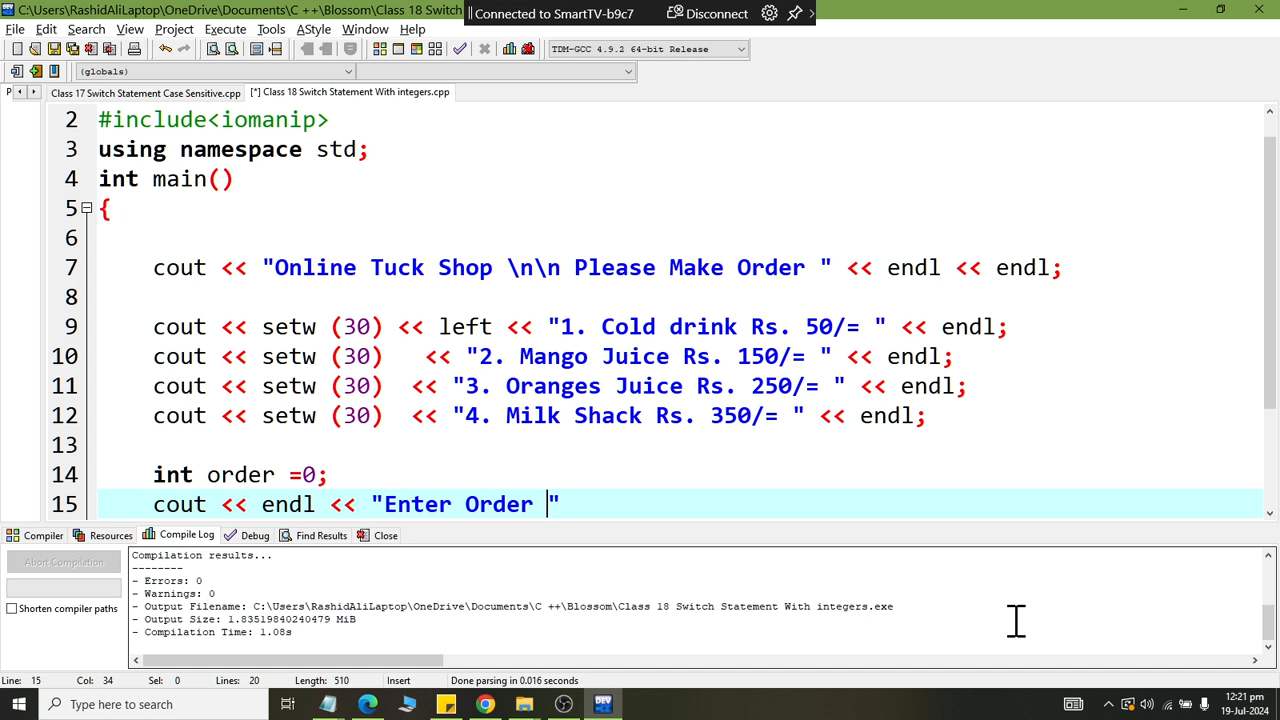 C:\Users\RashidAliLaptop\OneDrive\Documents\C ++\Blossom\Class 18 Switch
Connected to SmartTV-b9c7
Disconnect
File Edit Search View Project Execute Tools AStyle Window Help
TDM-GCC 4.9.2 64-bit Release
(globals)
P
Class 17 Switch Statement Case Sensitive.cpp
[*] Class 18 Switch Statement With integers.cpp
2 #include<iomanip>
3 using namespace std;
4 int main()
5 {
6
7 cout << "Online Tuck Shop \n\n Please Make Order " << endl << endl;
8
9 cout << setw (30) << left << "1. Cold drink Rs. 50/= " << endl;
10 cout << setw (30) << "2. Mango Juice Rs. 150/= " << endl;
11 cout << setw (30) << "3. Oranges Juice Rs. 250/= " << endl;
12 cout << setw (30) << "4. Milk Shack Rs. 350/= " << endl;
13
14 int order =0;
15 cout << endl << "Enter Order "
Compiler Resources Compile Log Debug Find Results Close
Abort Compilation
Shorten compiler paths
Compilation results...
--------
- Errors: 0
- Warnings: 0
- Output Filename: C:\Users\RashidAliLaptop\OneDrive\Documents\C ++\Blossom\Class 18 Switch Statement With integers.exe
- Output Size: 1.83519840240479 MiB
- Compilation Time: 1.08s
Line: 15 Col: 34 Sel: 0 Lines: 20 Length: 510 Insert Done parsing in 0.016 seconds
Type here to search
DEV
12:21 pm
19-Jul-2024